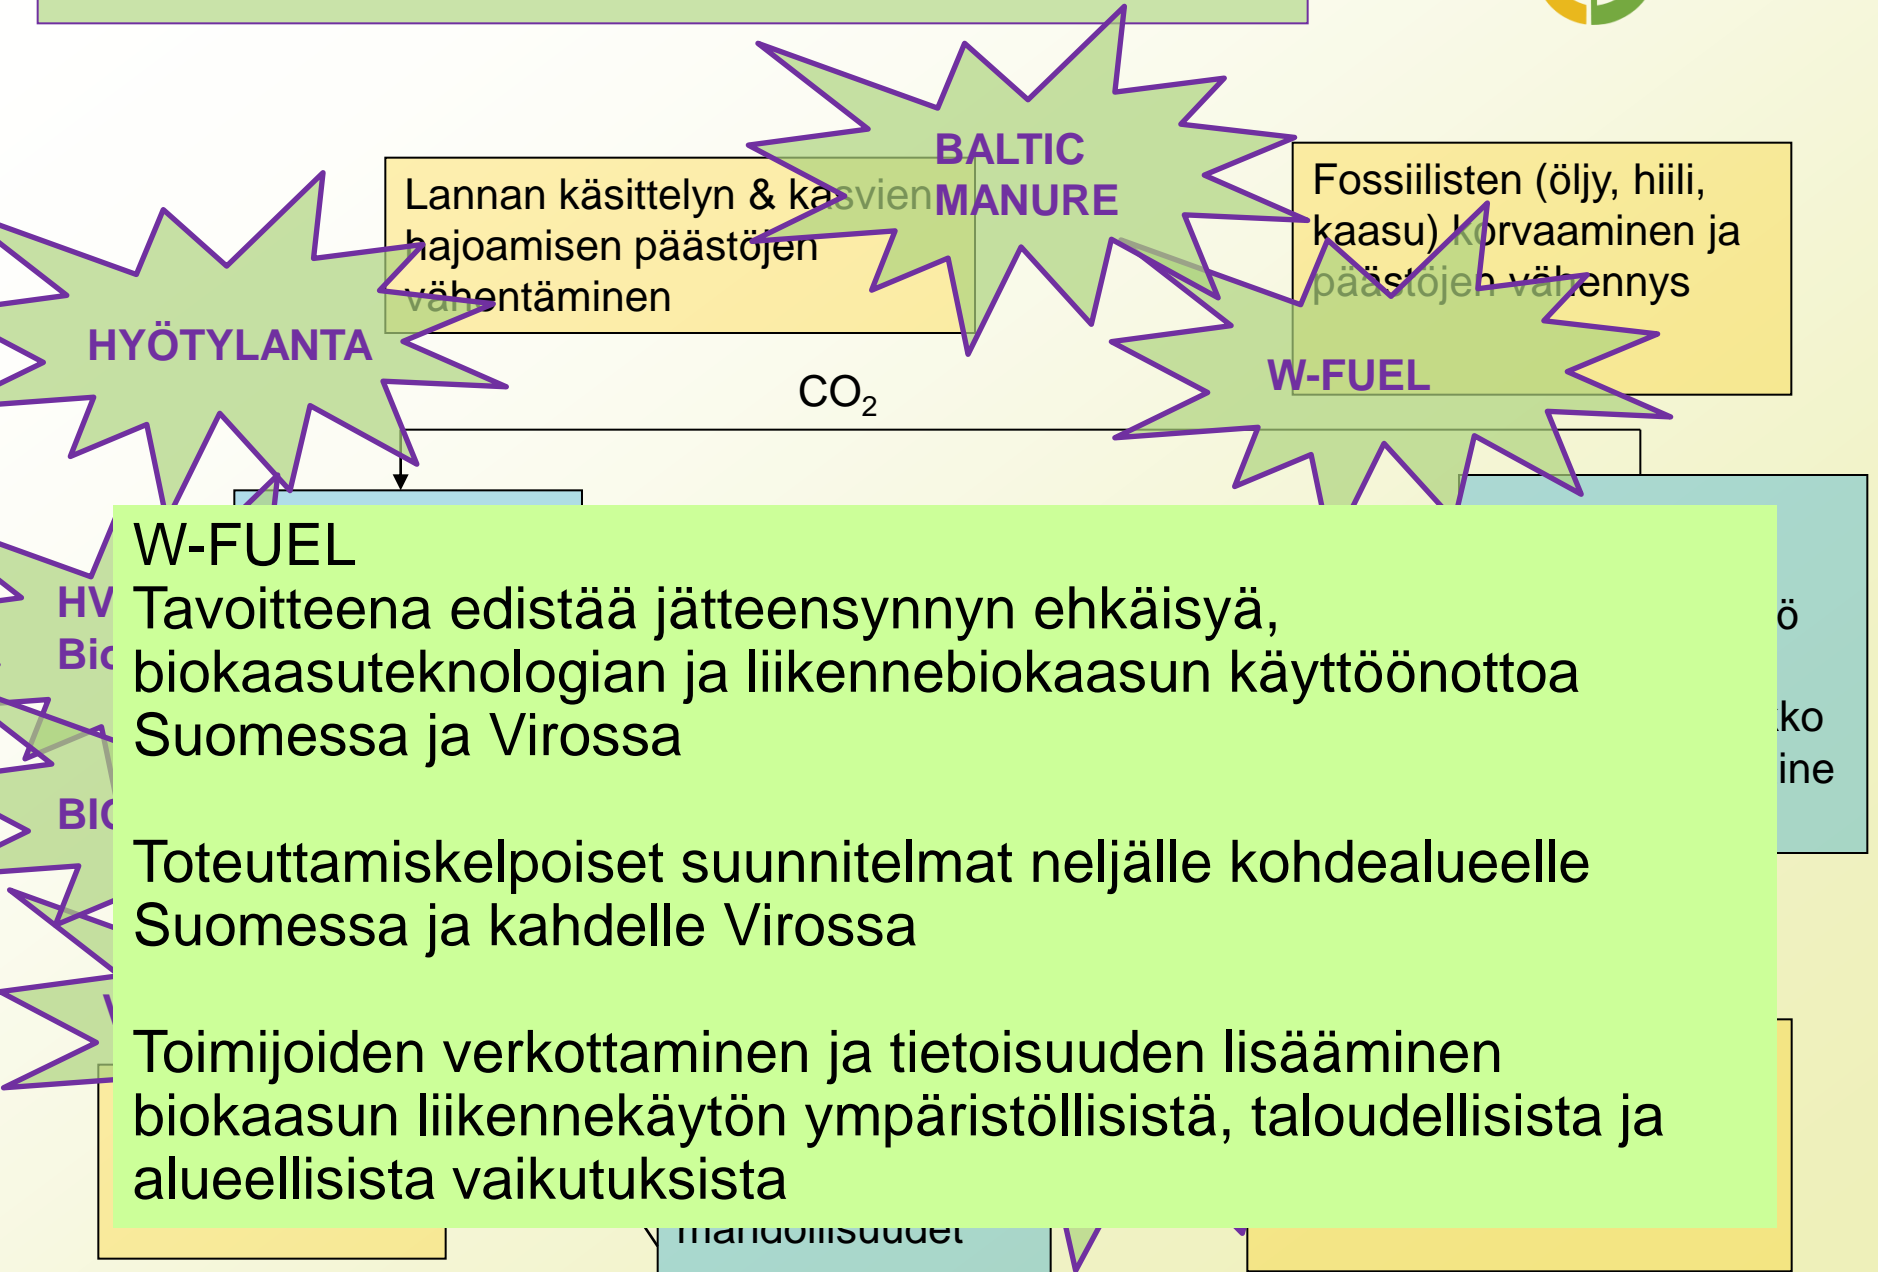 BALTIC
MANURE
Lannan käsittelyn & kasvien
hajoamisen päästöjen
vähentäminen
Fossiilisten (öljy, hiili,
kaasu) korvaaminen ja
päästöjen vähennys
HYÖTYLANTA
W-FUEL
CO₂
W-FUEL
Tavoitteena edistää jätteensynnyn ehkäisyä,
biokaasuteknologian ja liikennebiokaasun käyttöönottoa
Suomessa ja Virossa
Toteuttamiskelpoiset suunnitelmat neljälle kohdealueelle
Suomessa ja kahdelle Virossa
Toimijoiden verkottaminen ja tietoisuuden lisääminen
biokaasun liikennekäytön ympäristöllisistä, taloudellisista ja
alueellisista vaikutuksista
mahdollisuudet